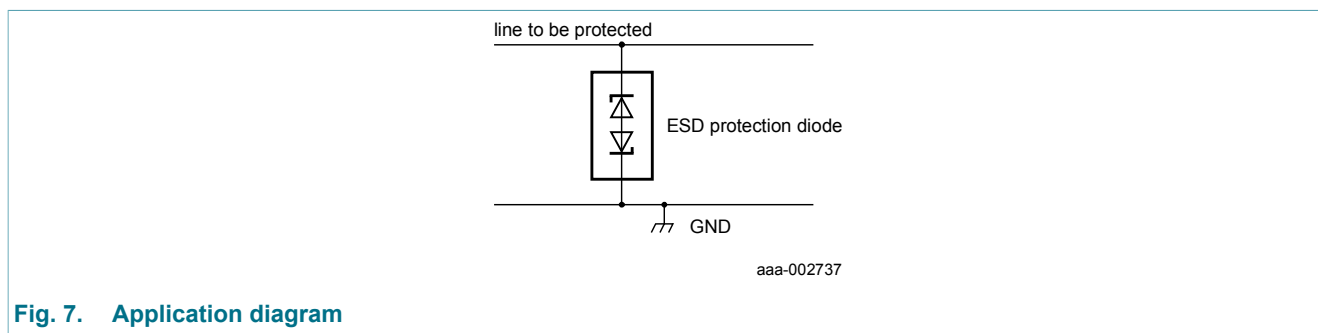 line to be protected
ESD protection diode
GND
aaa-002737
Fig. 7. Application diagram